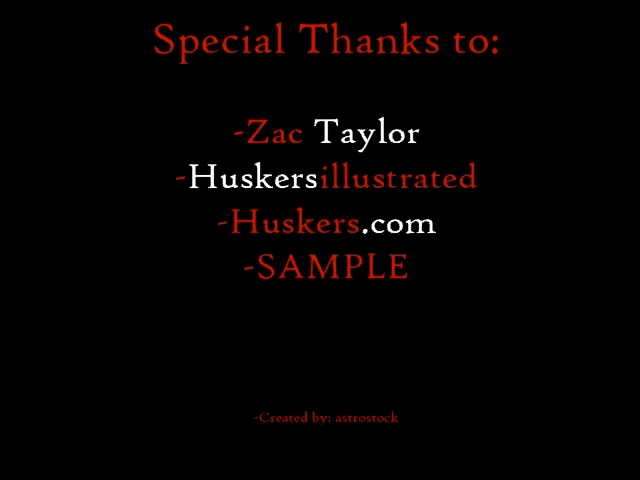 Special Thanks to:
-Zac Taylor
-Huskersillustrated
-Huskers.com
-SAMPLE
-Created by: astrostock